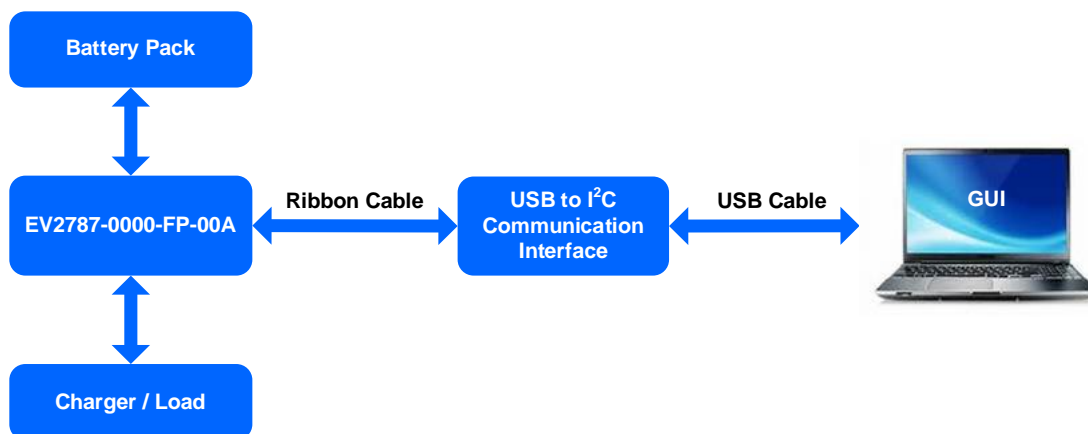 Battery Pack
EV2787-0000-FP-00A
Ribbon Cable
USB to I²C
Communication
Interface
USB Cable
GUI
Charger / Load